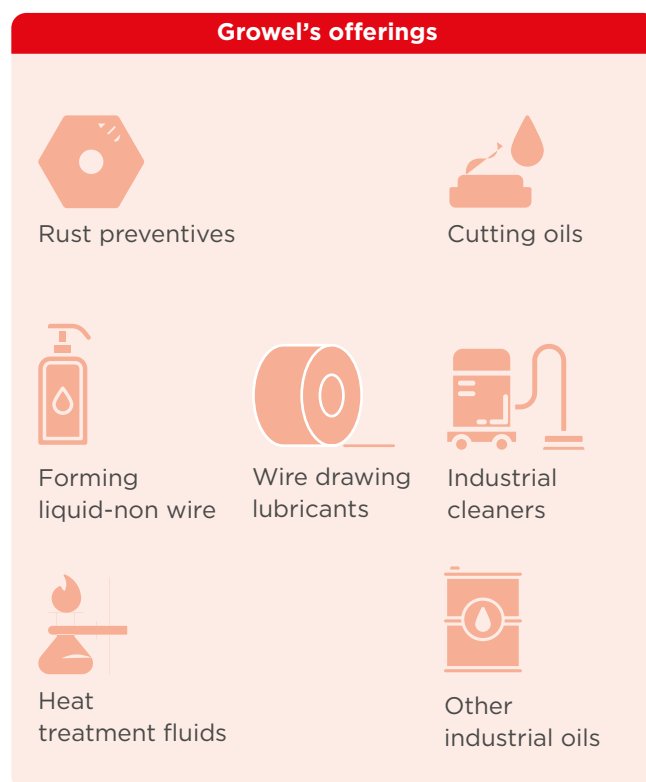 Growel’s offerings
Rust preventives
Cutting oils
Forming
liquid-non wire
Wire drawing
lubricants
Industrial
cleaners
Heat
treatment fluids
Other
industrial oils